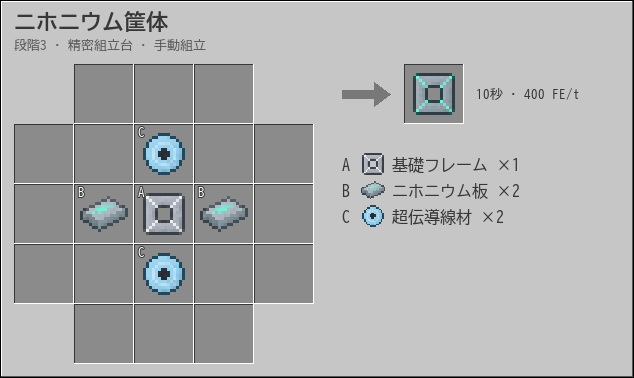 ニホニウム筐体
段階3 · 精密組立台 · 手動組立
C
B A B
C
10秒 · 400 FE/t
A 基礎フレーム ×1
B ニホニウム板 ×2
C 超伝導線材 ×2